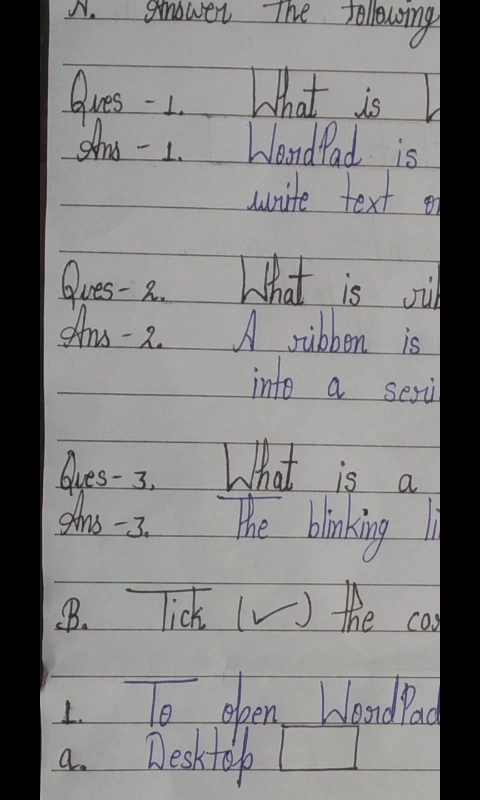 A. Answer the following
Ques - 1. What is
Ans - 1. WordPad is
write text
Ques - 2. What is
Ans - 2. A ribbon is
into a
Ques - 3. What is a
Ans - 3. The blinking
B. Tick (✓) the
1. To open WordPad
a. Desktop